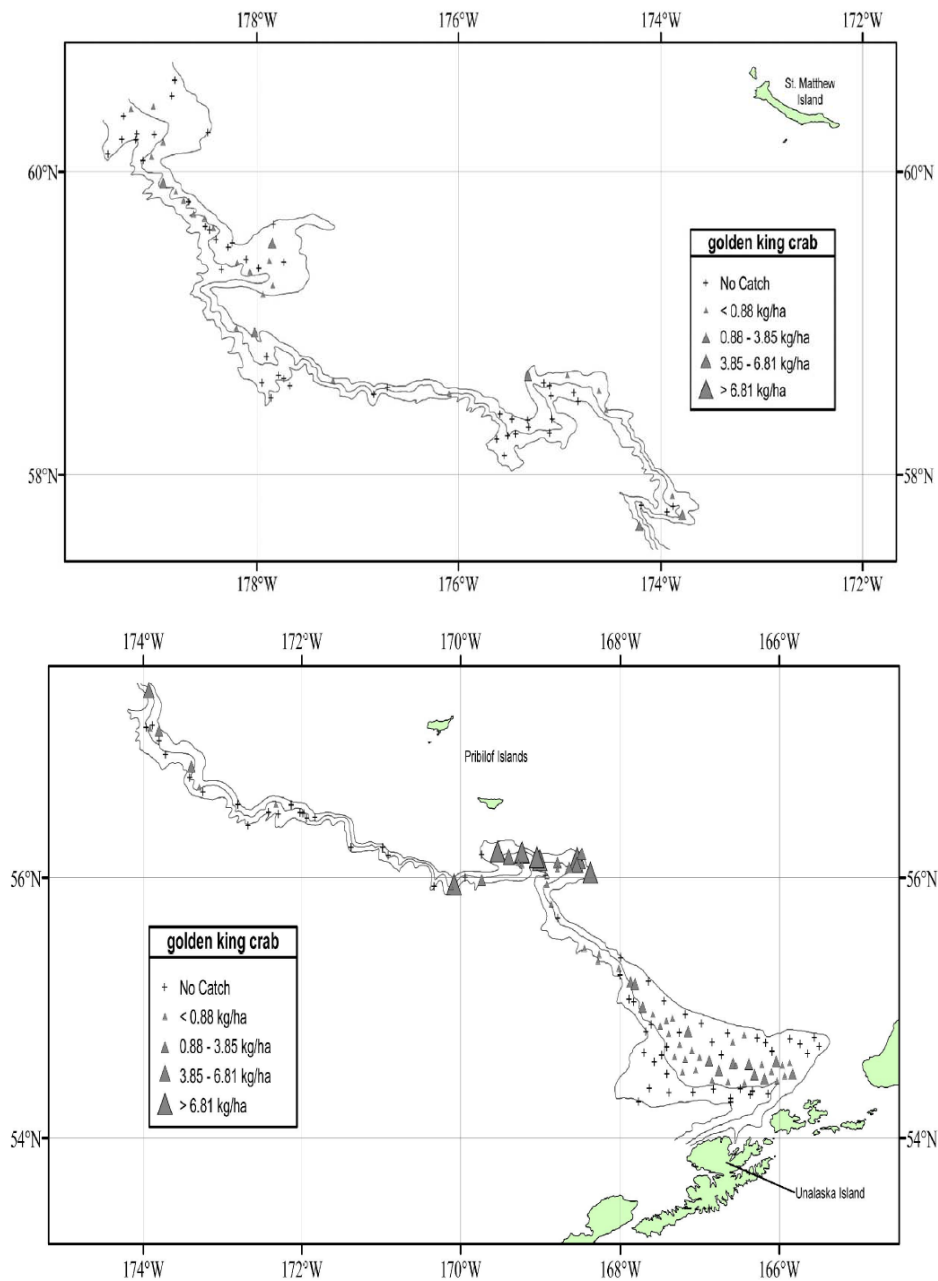 178°W 176°W 174°W 172°W
St. Matthew
Island
60°N 60°N
golden king crab
No Catch
< 0.88 kg/ha
0.88 - 3.85 kg/ha
3.85 - 6.81 kg/ha
> 6.81 kg/ha
58°N 58°N
178°W 176°W 174°W 172°W
174°W 172°W 170°W 168°W 166°W
Pribilof Islands
56°N 56°N
golden king crab
No Catch
< 0.88 kg/ha
0.88 - 3.85 kg/ha
3.85 - 6.81 kg/ha
> 6.81 kg/ha
54°N 54°N
Unalaska Island
174°W 172°W 170°W 168°W 166°W